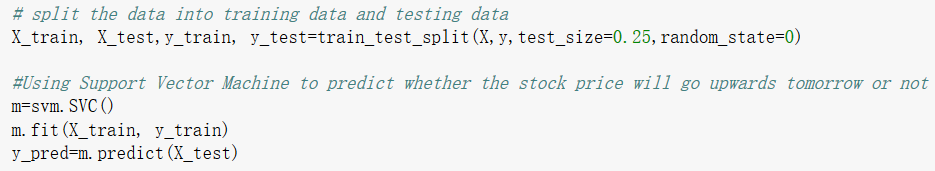 # split the data into training data and testing data
X_train, X_test,y_train, y_test=train_test_split(X,y,test_size=0.25,random_state=0)
#Using Support Vector Machine to predict whether the stock price will go upwards tomorrow or not
m=svm.SVC()
m.fit(X_train, y_train)
y_pred=m.predict(X_test)